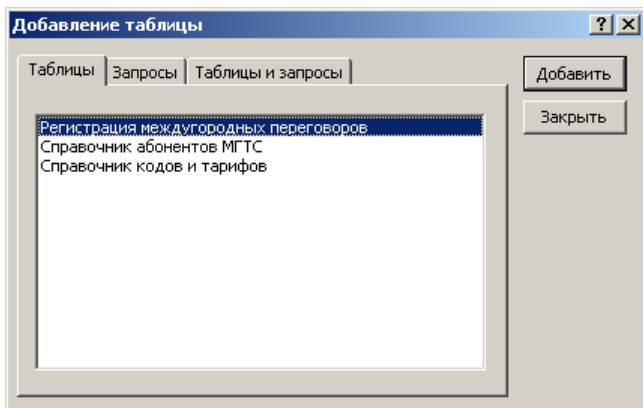 Добавление таблицы
Таблицы Запросы Таблицы и запросы
Добавить
Закрыть
Регистрация междугородных переговоров
Справочник абонентов МГТС
Справочник кодов и тарифов